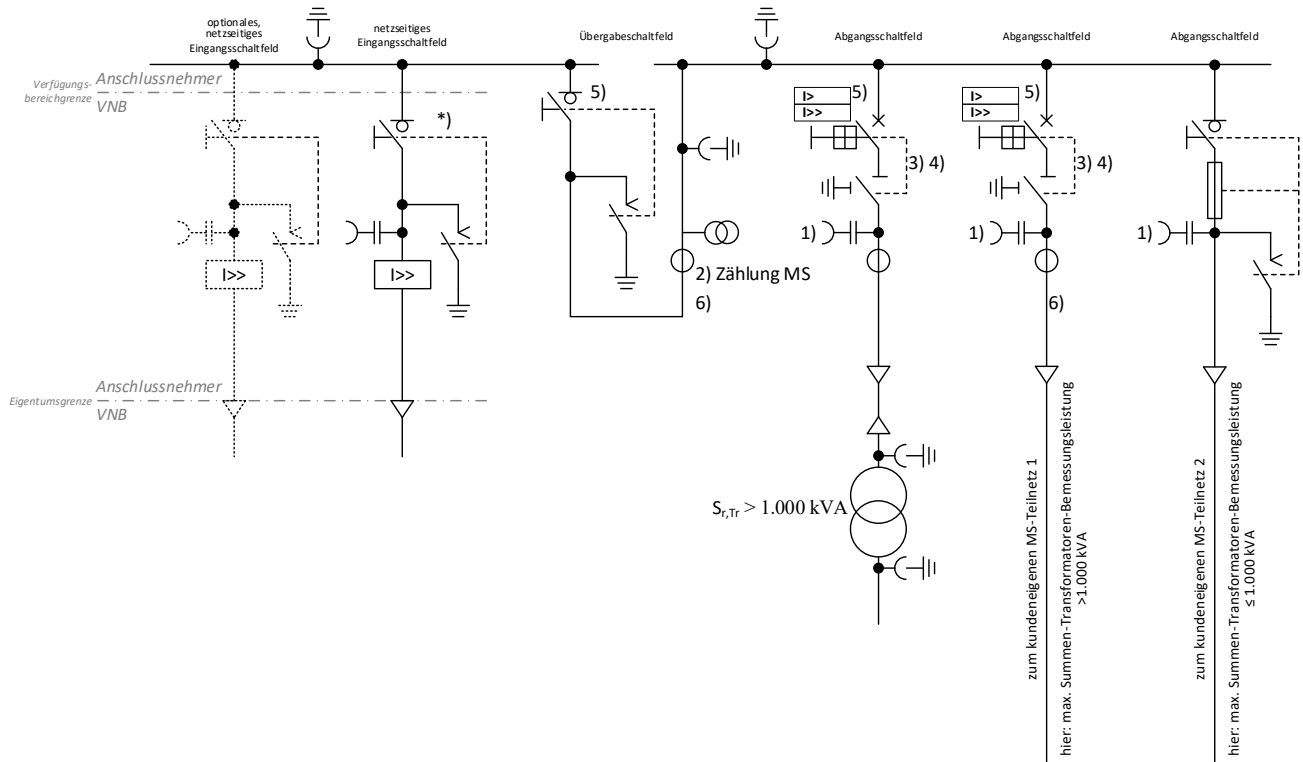 optionales,
netzseitiges
Eingangsschaltfeld
netzseitiges
Eingangsschaltfeld
Übergabeschaltfeld
Abgangsschaltfeld
Abgangsschaltfeld
Abgangsschaltfeld
Verfügungs-
bereichgrenze
Anschlussnehmer
VNB
*)
5)
I>
I>>
5)
I>
I>>
5)
3) 4)
3) 4)
1)
1)
1)
I>>
I>>
2) Zählung MS
6)
6)
Eigentumsgrenze
Anschlussnehmer
VNB
Sr,Tr > 1.000 kVA
zum kundeneigenen MS-Teilnetz 1
hier: max. Summen-Transformatoren-Bemessungsleistung
>1.000 kVA
zum kundeneigenen MS-Teilnetz 2
hier: max. Summen-Transformatoren-Bemessungsleistung
≤ 1.000 kVA